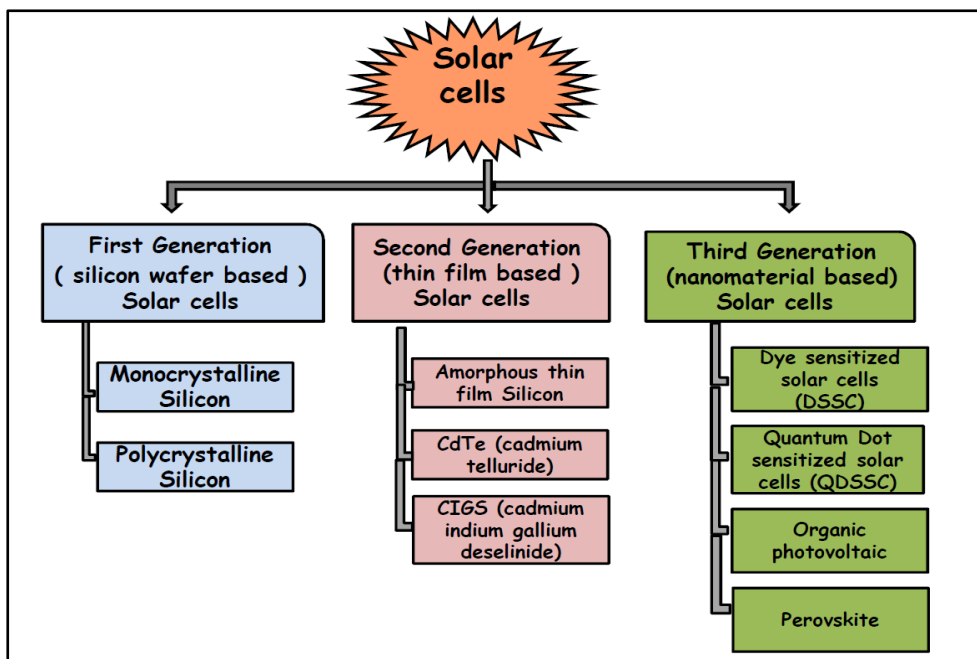 Solar
cells
First Generation
( silicon wafer based )
Solar cells
Monocrystalline
Silicon
Polycrystalline
Silicon
Second Generation
(thin film based )
Solar cells
Amorphous thin
film Silicon
CdTe (cadmium
telluride)
CIGS (cadmium
indium gallium
deselinide)
Third Generation
(nanomaterial based)
Solar cells
Dye sensitized
solar cells
(DSSC)
Quantum Dot
sensitized solar
cells (QDSSC)
Organic
photovoltaic
Perovskite